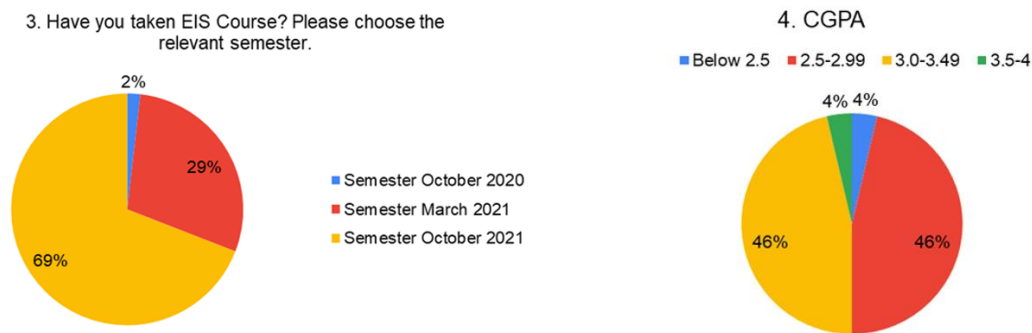 3. Have you taken EIS Course? Please choose the
relevant semester.
2%
29%
69%
Semester October 2020
Semester March 2021
Semester October 2021
4. CGPA
Below 2.5 2.5-2.99 3.0-3.49 3.5-4
4% 4%
46% 46%